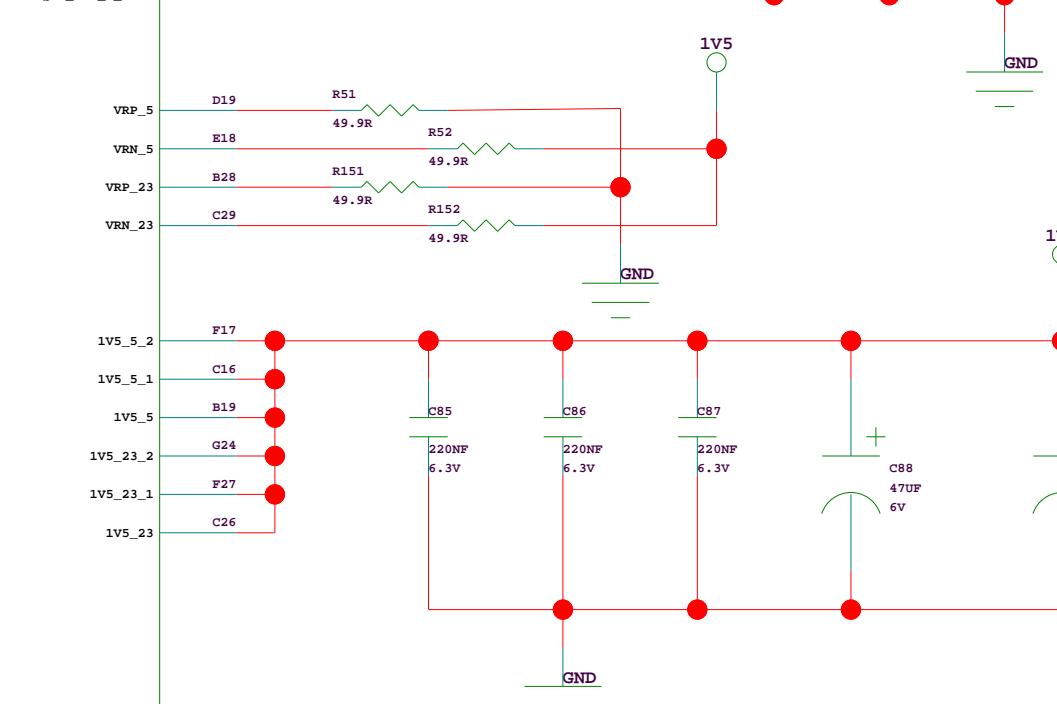 1V5
GND
VRP_5 D19 R51
49.9R
VRN_5 E18 R52
49.9R
VRP_23 B28 R151
49.9R
VRN_23 C29 R152
49.9R
GND
1V5_5_2 F17
1V5_5_1 C16
1V5_5 B19
1V5_23_2 G24
1V5_23_1 F27
1V5_23 C26
C85
220NF
6.3V
C86
220NF
6.3V
C87
220NF
6.3V
C88
47UF
6V
GND